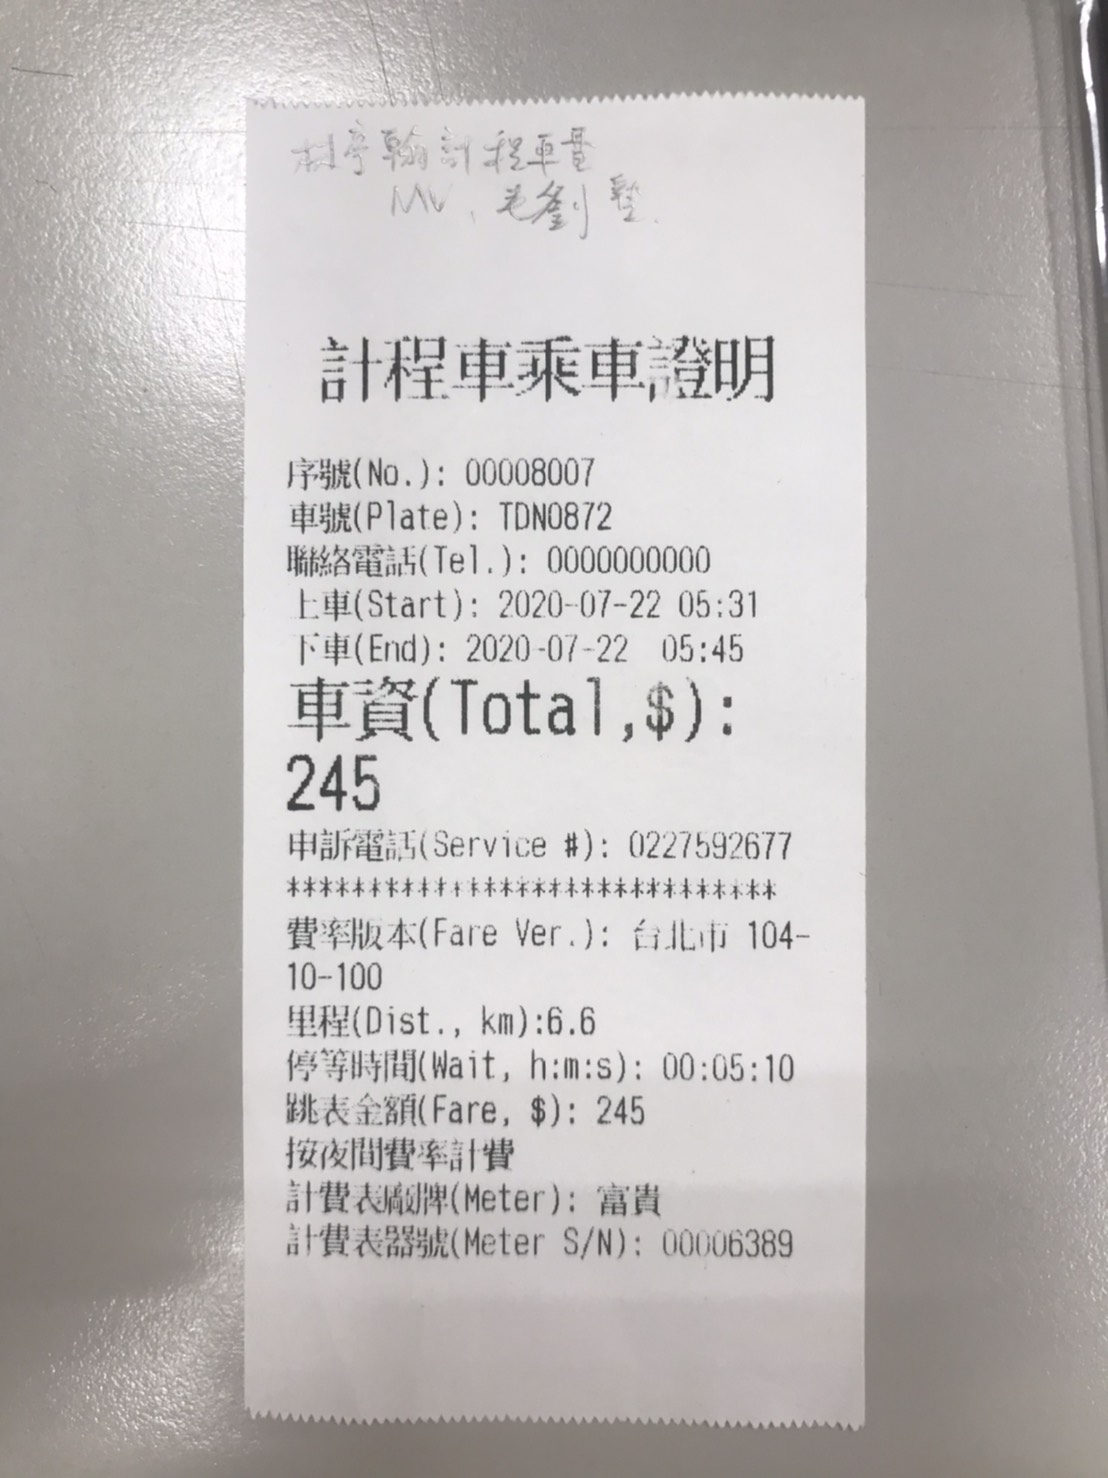 計程車
MV、毛劉墊
計程車乘車證明
序號(No.): 00008007
車號(Plate): TDN0872
聯絡電話(Tel.): 0000000000
上車(Start): 2020-07-22 05:31
下車(End): 2020-07-22 05:45
車資(Total,$):
245
申訴電話(Service #): 0227592677
******************************
費率版本(Fare Ver.): 台北市 104-
10-100
里程(Dist., km):6.6
停等時間(Wait, h:m:s): 00:05:10
跳表金額(Fare, $): 245
按夜間費率計費
計費表廠牌(Meter): 富貴
計費表器號(Meter S/N): 00006389